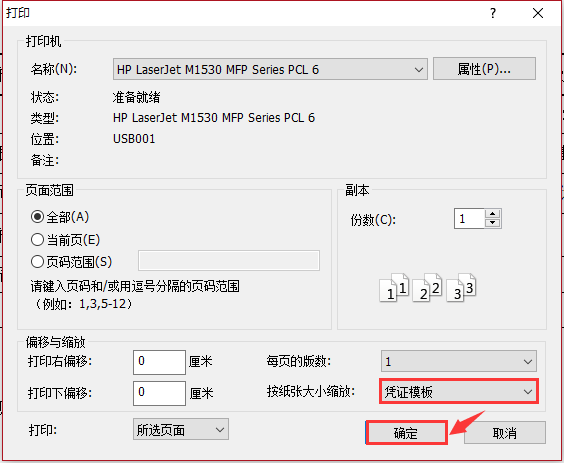 打印
?
打印机
名称(N): HP LaserJet M1530 MFP Series PCL 6 属性(P)...
状态: 准备就绪
类型: HP LaserJet M1530 MFP Series PCL 6
位置: USB001
备注:
页面范围
全部(A)
当前页(E)
页码范围(S)
请键入页码和/或用逗号分隔的页码范围
（例如：1,3,5-12）
副本
份数(C): 1
1 1 2 2 3 3
偏移与缩放
打印右偏移: 0 厘米 每页的版数: 1
打印下偏移: 0 厘米 按纸张大小缩放: 凭证模板
打印: 所选页面 确定 取消